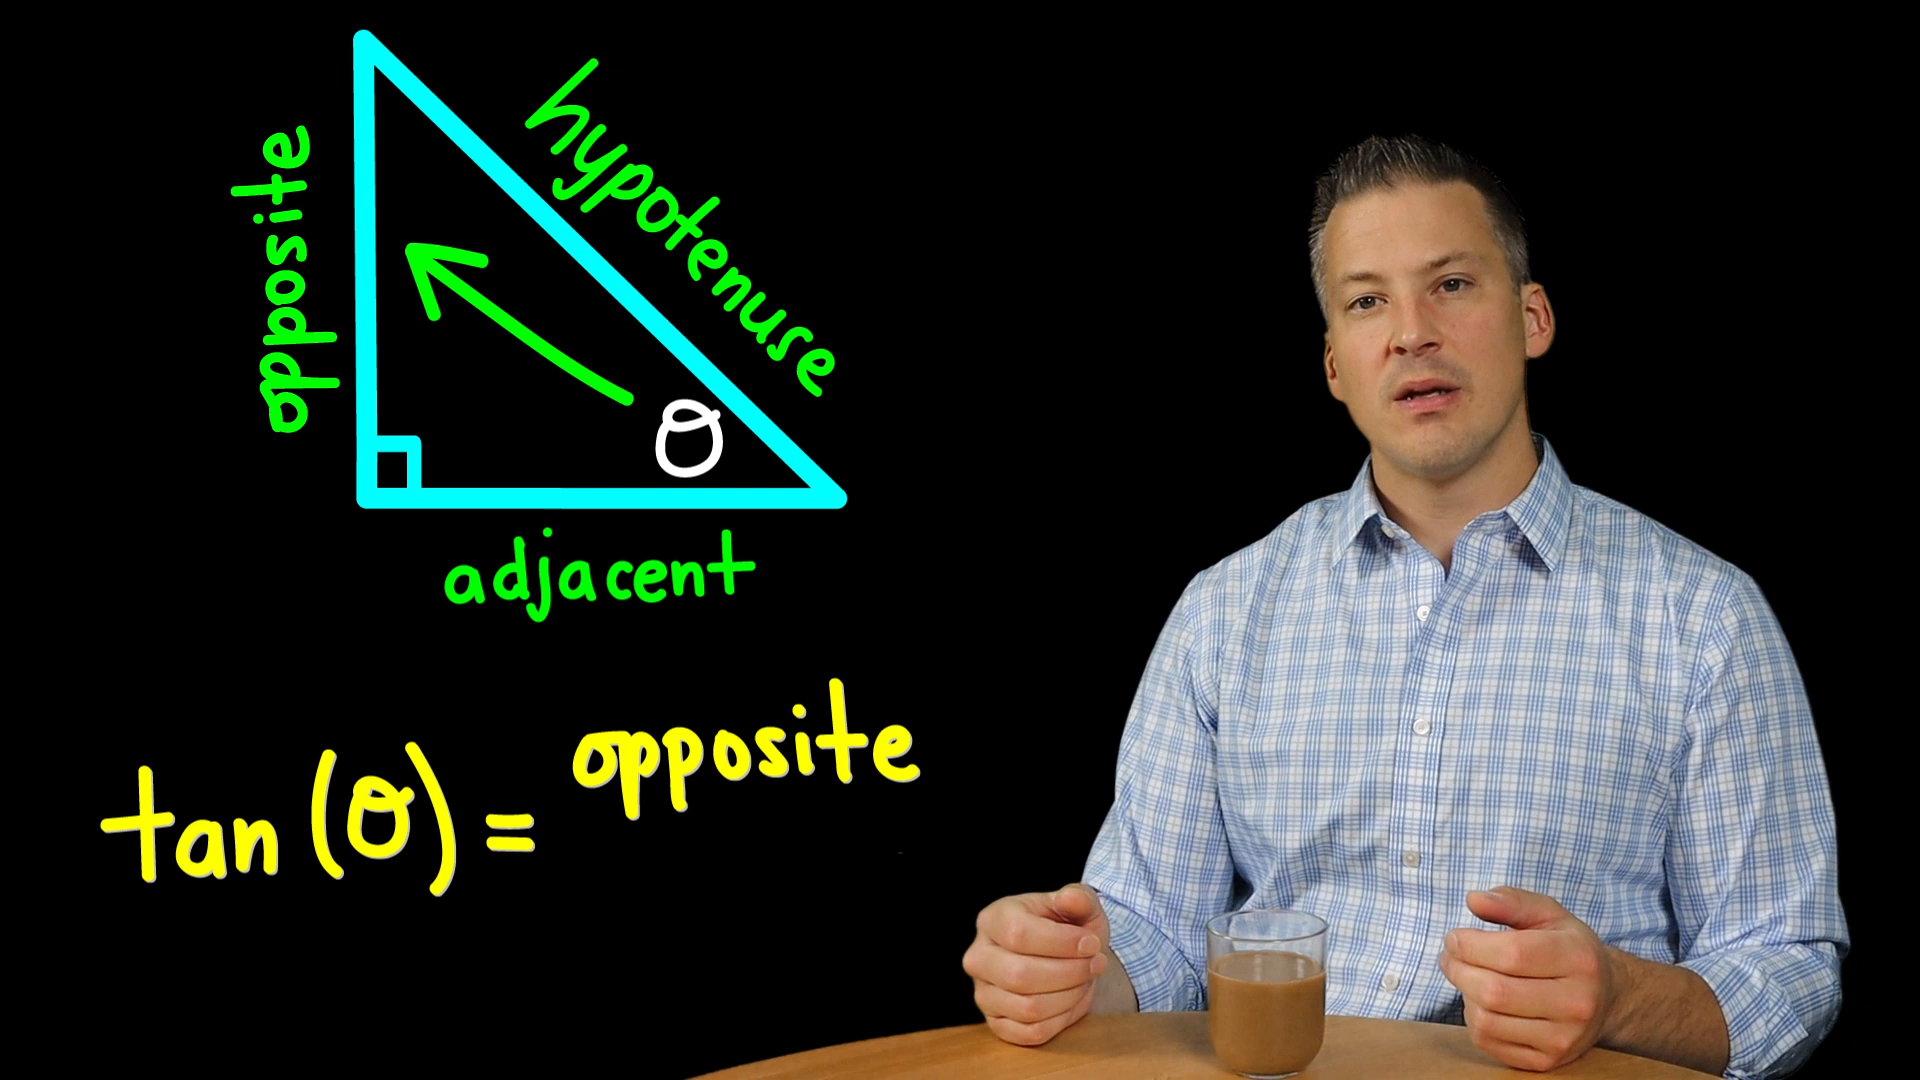 opposite
hypotenuse
θ
adjacent
tan (θ) = opposite